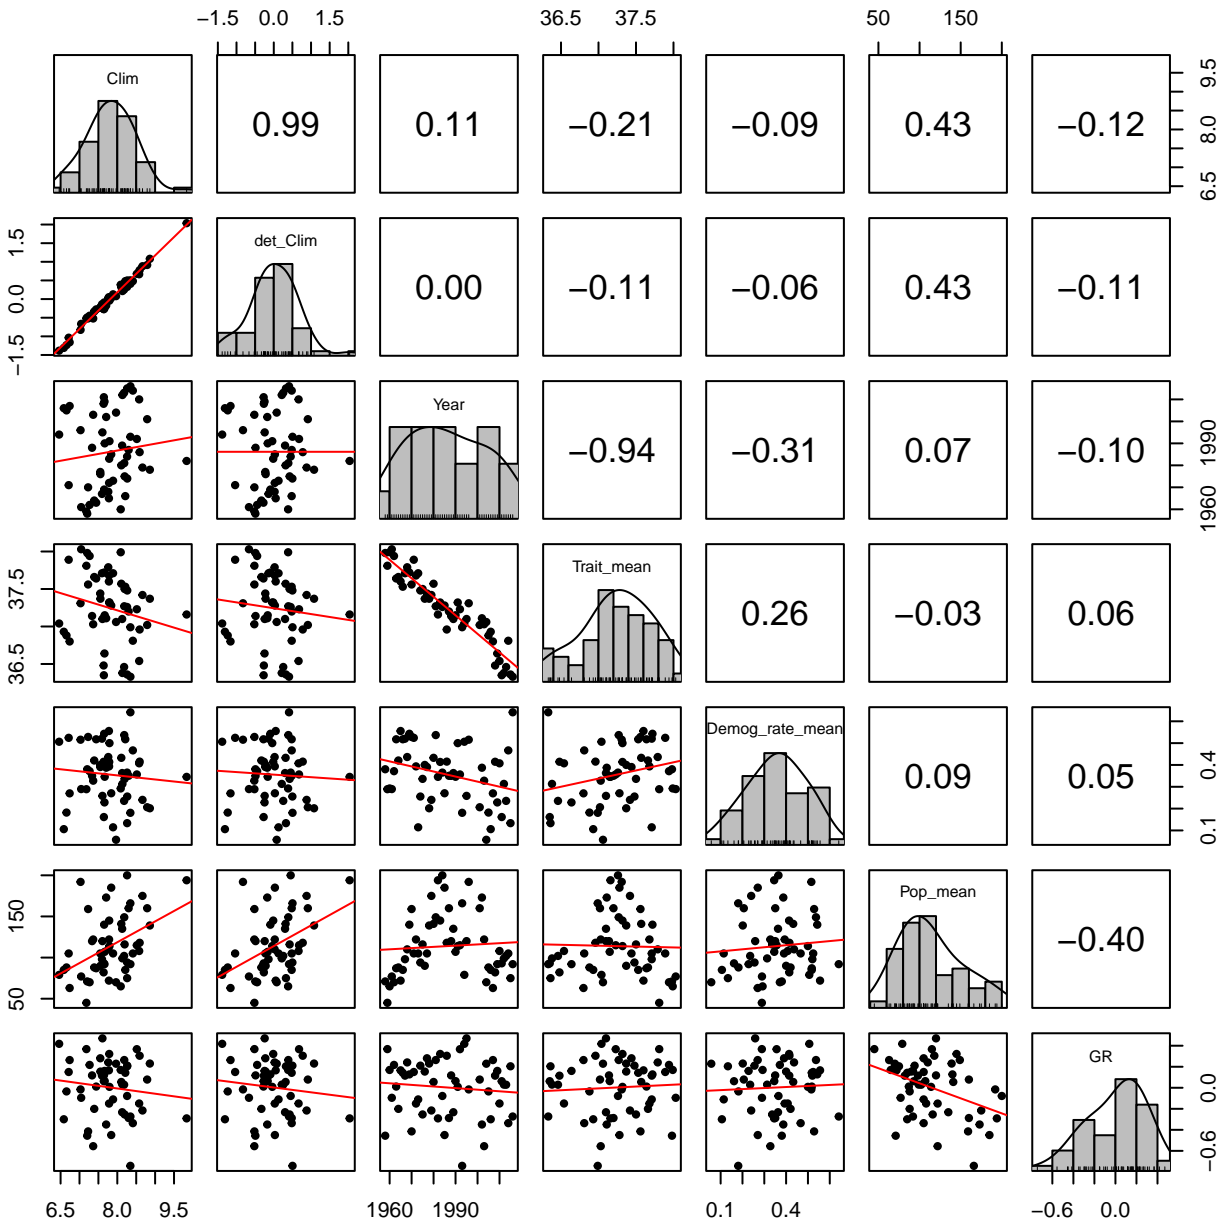 −1.5 0.0 1.5 36.5 37.5 50 150
Clim 0.99 0.11 −0.21 −0.09 0.43 −0.12 6.5 8.0 9.5
−1.5 0.0 1.5 det_Clim 0.00 −0.11 −0.06 0.43 −0.11
Year −0.94 −0.31 0.07 −0.10 1960 1990
36.5 37.5 Trait_mean 0.26 −0.03 0.06
Demog_rate_mean 0.09 0.05 0.1 0.4
50 150 Pop_mean −0.40
GR −0.6 0.0
6.5 8.0 9.5 1960 1990 0.1 0.4 −0.6 0.0